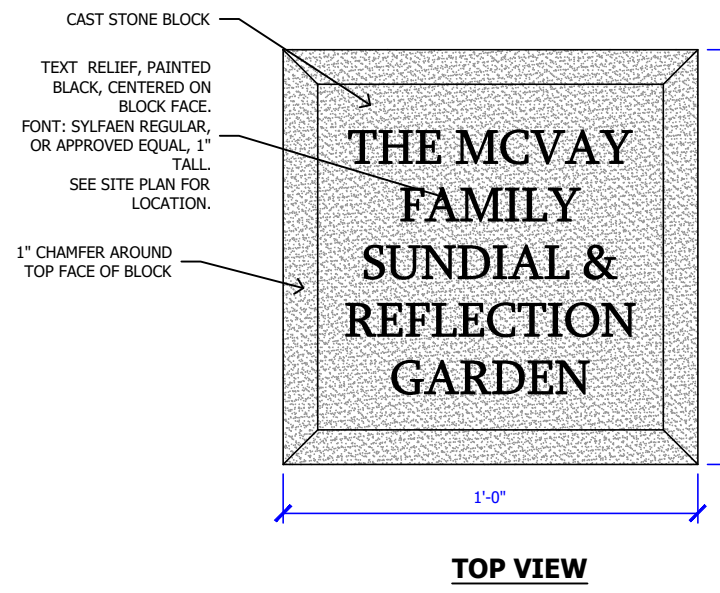 CAST STONE BLOCK
TEXT RELIEF, PAINTED
BLACK, CENTERED ON
BLOCK FACE.
FONT: SYLFAEN REGULAR,
OR APPROVED EQUAL, 1"
TALL.
SEE SITE PLAN FOR
LOCATION.
1" CHAMFER AROUND
TOP FACE OF BLOCK
THE MCVAY
FAMILY
SUNDIAL &
REFLECTION
GARDEN
1'-0"
TOP VIEW